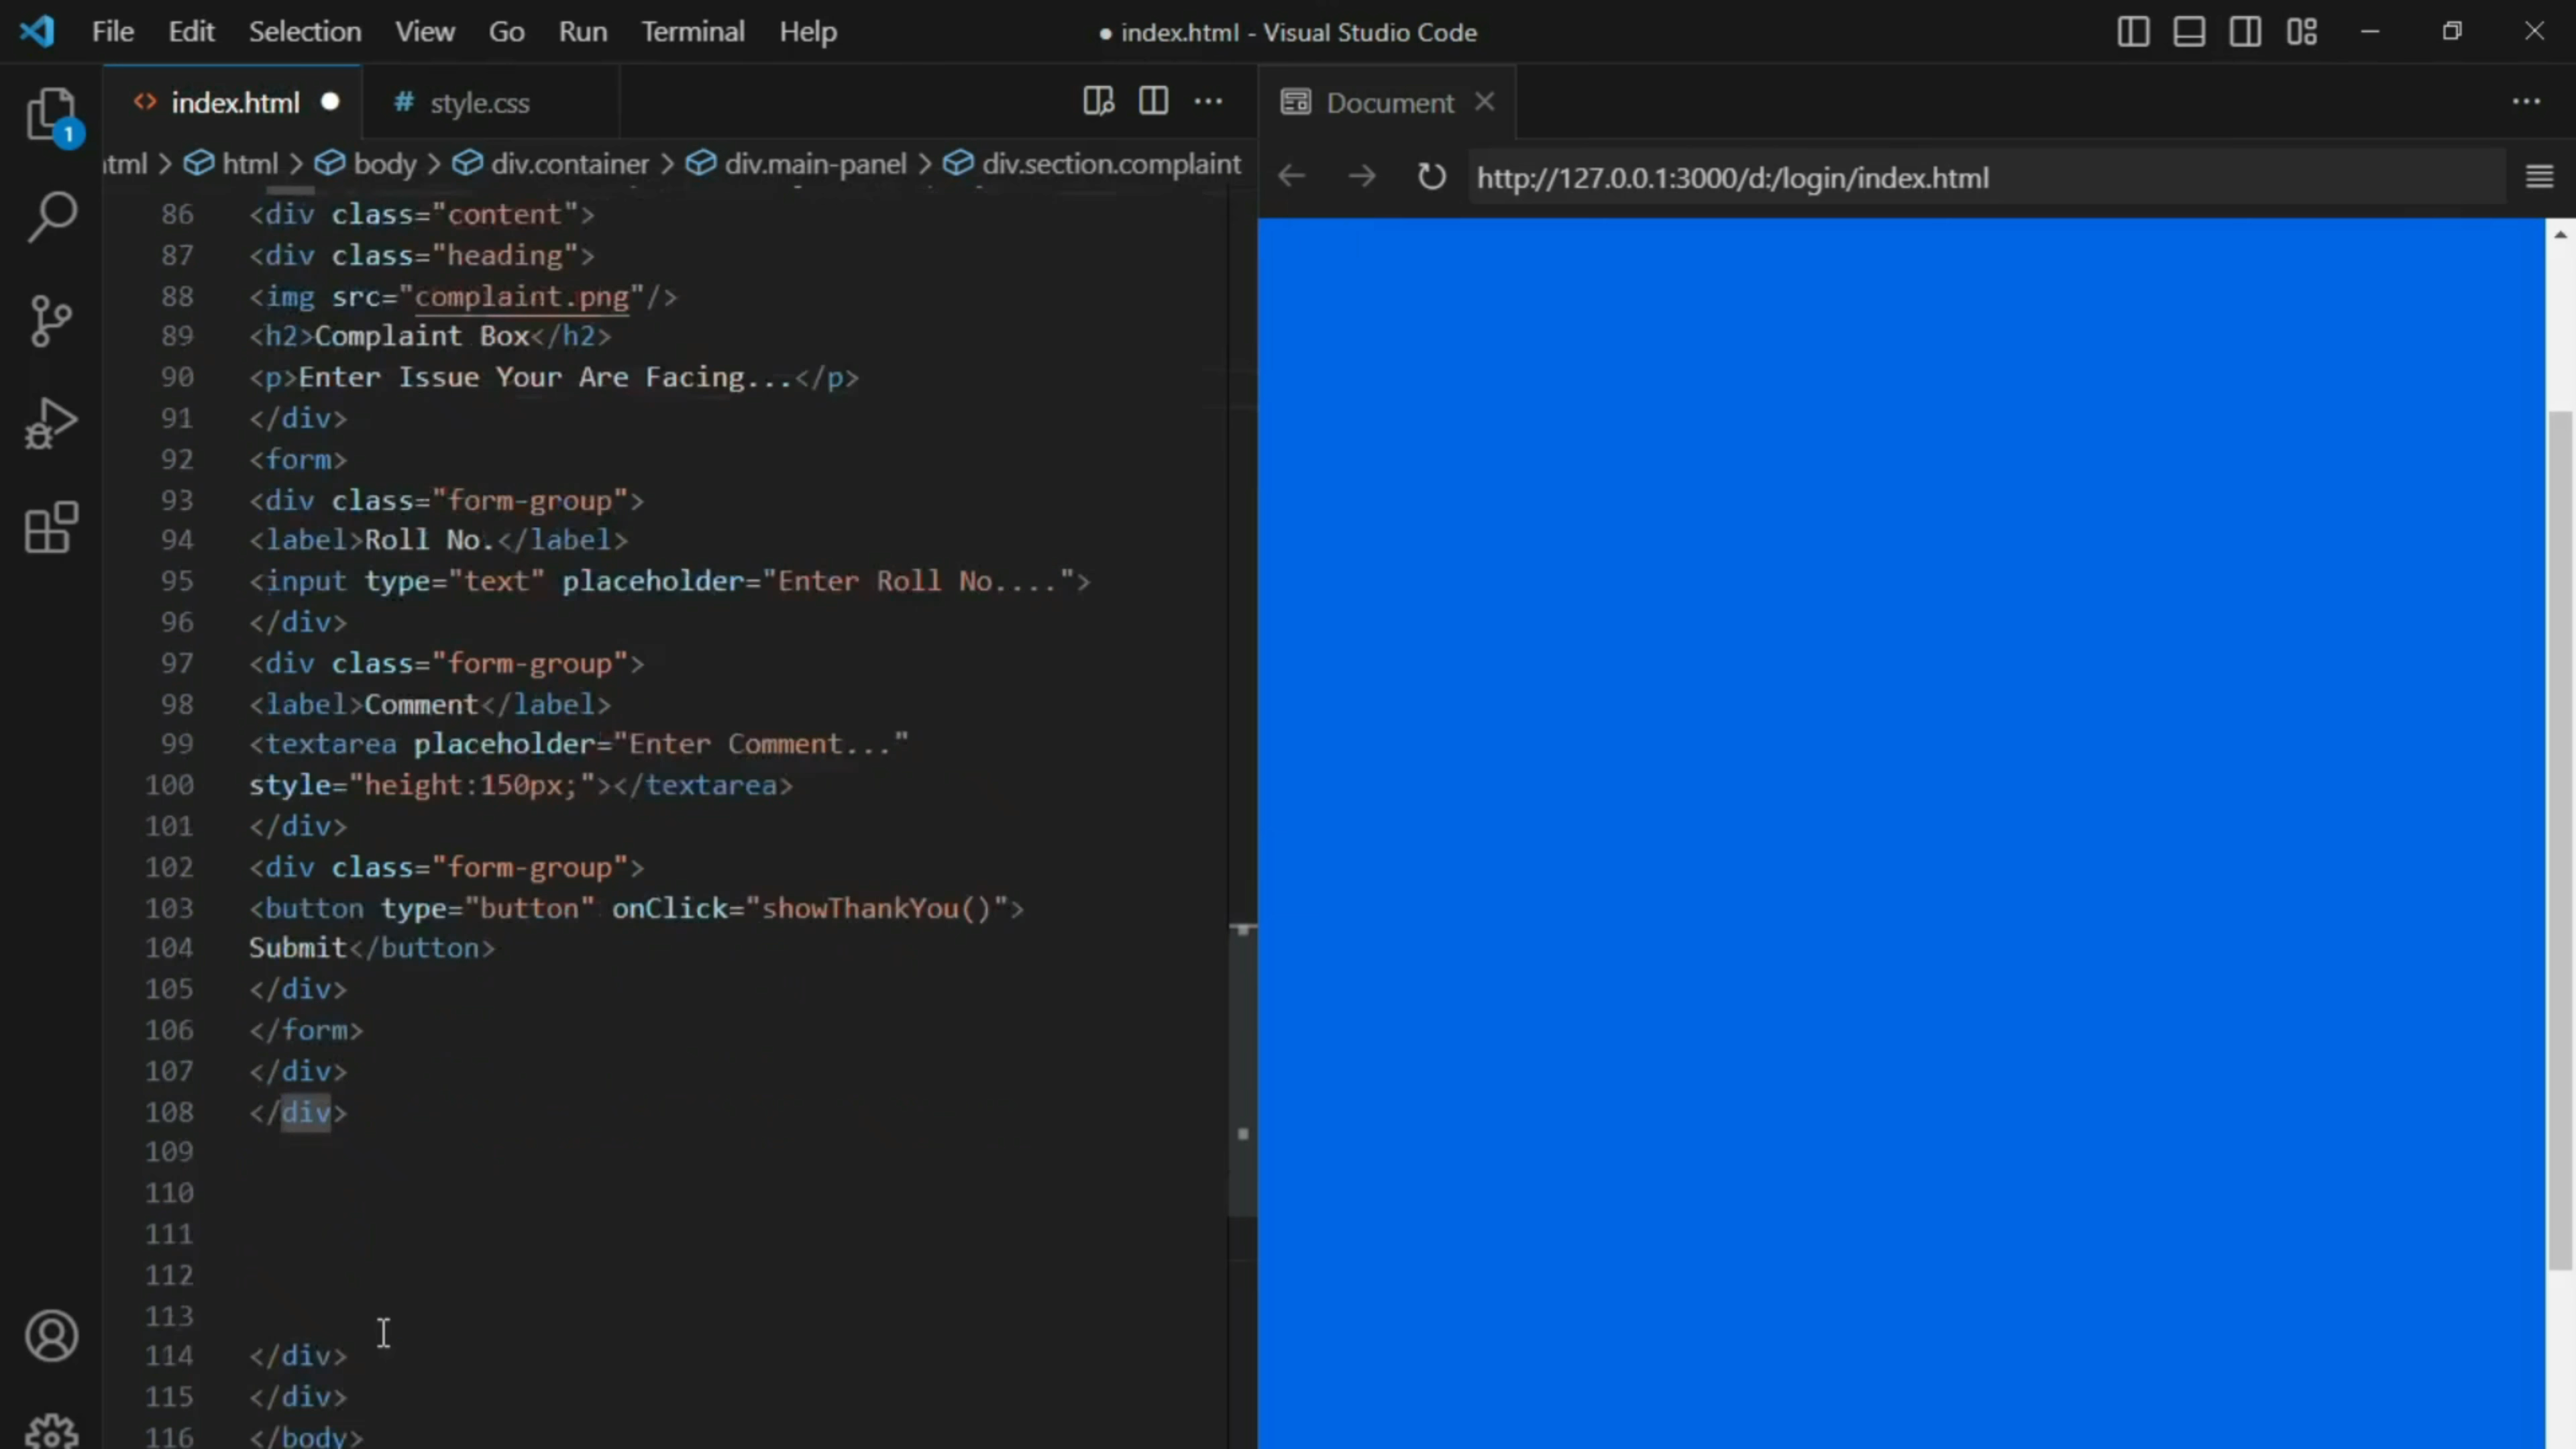 File Edit Selection View Go Run Terminal Help
● index.html - Visual Studio Code
index.html ● # style.css
Document
1
tml > html > body > div.container > div.main-panel > div.section.complaint
http://127.0.0.1:3000/d:/login/index.html
86 <div class="content">
87 <div class="heading">
88 <img src="complaint.png"/>
89 <h2>Complaint Box</h2>
90 <p>Enter Issue Your Are Facing...</p>
91 </div>
92 <form>
93 <div class="form-group">
94 <label>Roll No.</label>
95 <input type="text" placeholder="Enter Roll No....">
96 </div>
97 <div class="form-group">
98 <label>Comment</label>
99 <textarea placeholder="Enter Comment..."
100 style="height:150px;"></textarea>
101 </div>
102 <div class="form-group">
103 <button type="button" onClick="showThankYou()">
104 Submit</button>
105 </div>
106 </form>
107 </div>
108 </div>
109
110
111
112
113
114 </div>
115 </div>
116 </body>